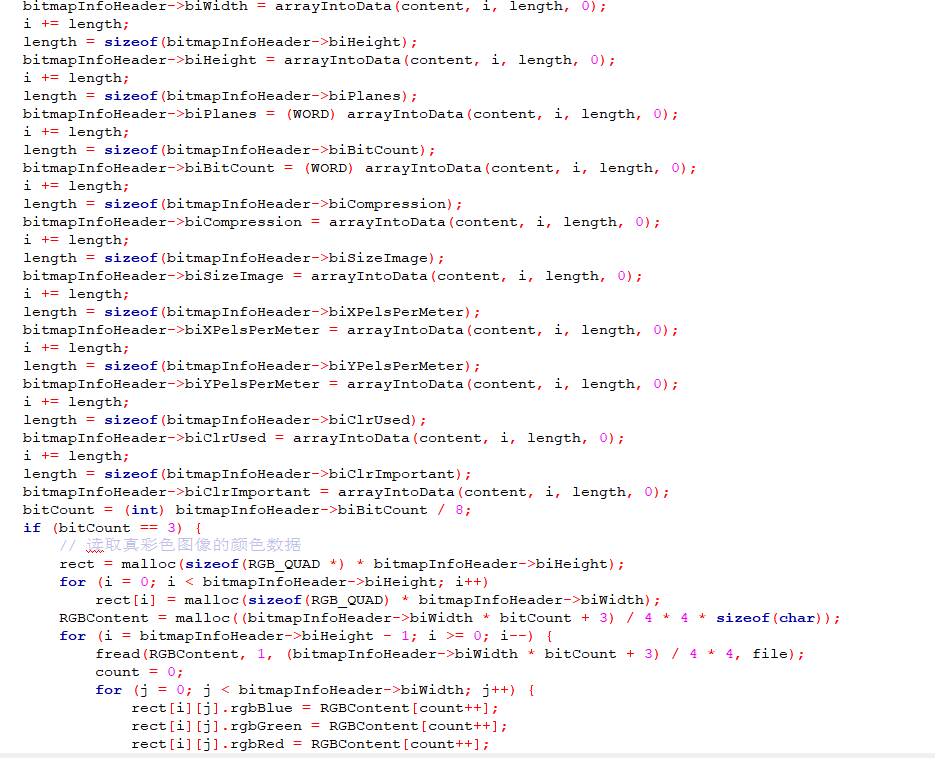 bitmapInfoHeader->biWidth = arrayIntoData(content, i, length, 0);
i += length;
length = sizeof(bitmapInfoHeader->biHeight);
bitmapInfoHeader->biHeight = arrayIntoData(content, i, length, 0);
i += length;
length = sizeof(bitmapInfoHeader->biPlanes);
bitmapInfoHeader->biPlanes = (WORD) arrayIntoData(content, i, length, 0);
i += length;
length = sizeof(bitmapInfoHeader->biBitCount);
bitmapInfoHeader->biBitCount = (WORD) arrayIntoData(content, i, length, 0);
i += length;
length = sizeof(bitmapInfoHeader->biCompression);
bitmapInfoHeader->biCompression = arrayIntoData(content, i, length, 0);
i += length;
length = sizeof(bitmapInfoHeader->biSizeImage);
bitmapInfoHeader->biSizeImage = arrayIntoData(content, i, length, 0);
i += length;
length = sizeof(bitmapInfoHeader->biXPelsPerMeter);
bitmapInfoHeader->biXPelsPerMeter = arrayIntoData(content, i, length, 0);
i += length;
length = sizeof(bitmapInfoHeader->biYPelsPerMeter);
bitmapInfoHeader->biYPelsPerMeter = arrayIntoData(content, i, length, 0);
i += length;
length = sizeof(bitmapInfoHeader->biClrUsed);
bitmapInfoHeader->biClrUsed = arrayIntoData(content, i, length, 0);
i += length;
length = sizeof(bitmapInfoHeader->biClrImportant);
bitmapInfoHeader->biClrImportant = arrayIntoData(content, i, length, 0);
bitCount = (int) bitmapInfoHeader->biBitCount / 8;
if (bitCount == 3) {
// 读取真彩色图像的颜色数据
rect = malloc(sizeof(RGB_QUAD *) * bitmapInfoHeader->biHeight);
for (i = 0; i < bitmapInfoHeader->biHeight; i++)
rect[i] = malloc(sizeof(RGB_QUAD) * bitmapInfoHeader->biWidth);
RGBContent = malloc((bitmapInfoHeader->biWidth * bitCount + 3) / 4 * 4 * sizeof(char));
for (i = bitmapInfoHeader->biHeight - 1; i >= 0; i--) {
fread(RGBContent, 1, (bitmapInfoHeader->biWidth * bitCount + 3) / 4 * 4, file);
count = 0;
for (j = 0; j < bitmapInfoHeader->biWidth; j++) {
rect[i][j].rgbBlue = RGBContent[count++];
rect[i][j].rgbGreen = RGBContent[count++];
rect[i][j].rgbRed = RGBContent[count++];